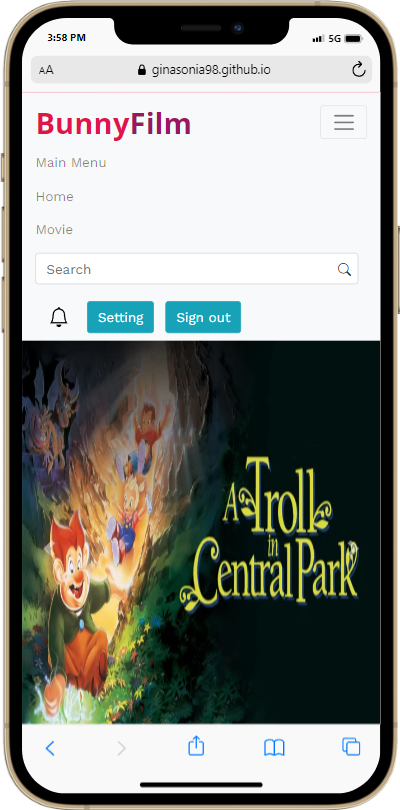 3:58 PM
5G
AA
ginasonia98.github.io
BunnyFilm
Main Menu
Home
Movie
Search
Setting
Sign out
A Troll
in
Central Park